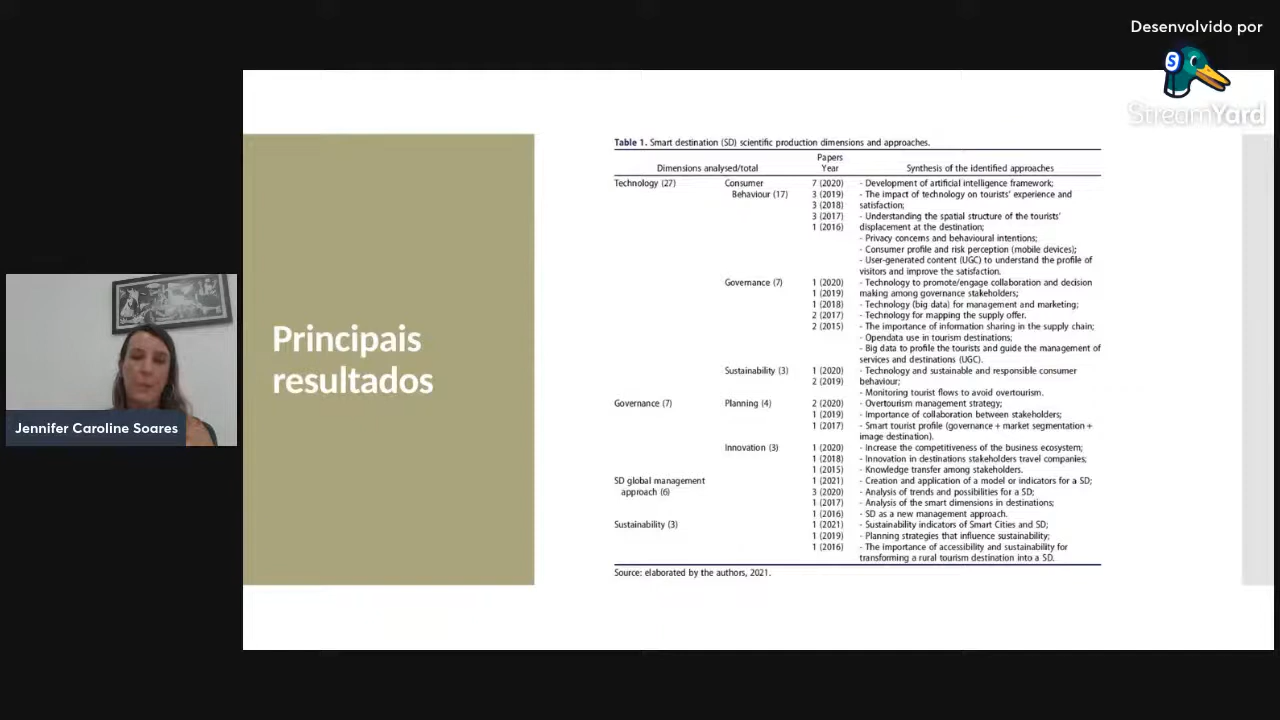 Desenvolvido por
S
StreamYard
Jennifer Caroline Soares
Principais
resultados
Table 1. Smart destination (SD) scientific production dimensions and approaches.
Dimensions analysed/total
Papers
Year
Synthesis of the identified approaches
Technology (27)
Consumer
Behaviour (17)
7 (2020)
3 (2019)
3 (2018)
3 (2017)
1 (2016)
- Development of artificial intelligence framework;
- The impact of technology on tourists' experience and
satisfaction;
- Understanding the spatial structure of the tourists'
displacement at the destination;
- Privacy concerns and behavioural intentions;
- Consumer profile and risk perception (mobile devices);
- User-generated content (UGC) to understand the profile of
visitors and improve the satisfaction.
Governance (7)
1 (2020)
1 (2019)
1 (2018)
2 (2017)
2 (2015)
- Technology to promote/engage collaboration and decision
making among governance stakeholders;
- Technology (big data) for management and marketing;
- Technology for mapping the supply offer.
- The importance of information sharing in the supply chain;
- Opendata use in tourism destinations;
- Big data to profile the tourists and guide the management of
services and destinations (UGC).
Sustainability (3)
1 (2020)
2 (2019)
- Technology and sustainable and responsible consumer
behaviour;
- Monitoring tourist flows to avoid overtourism.
Governance (7)
Planning (4)
2 (2020)
1 (2019)
1 (2017)
- Overtourism management strategy;
- Importance of collaboration between stakeholders;
- Smart tourist profile (governance + market segmentation +
image destination).
Innovation (3)
1 (2020)
1 (2018)
1 (2015)
- Increase the competitiveness of the business ecosystem;
- Innovation in destinations stakeholders travel companies;
- Knowledge transfer among stakeholders.
SD global management
approach (6)
1 (2021)
3 (2020)
1 (2017)
1 (2016)
- Creation and application of a model or indicators for a SD;
- Analysis of trends and possibilities for a SD;
- Analysis of the smart dimensions in destinations;
- SD as a new management approach.
Sustainability (3)
1 (2021)
1 (2019)
1 (2016)
- Sustainability indicators of Smart Cities and SD;
- Planning strategies that influence sustainability;
- The importance of accessibility and sustainability for
transforming a rural tourism destination into a SD.
Source: elaborated by the authors, 2021.